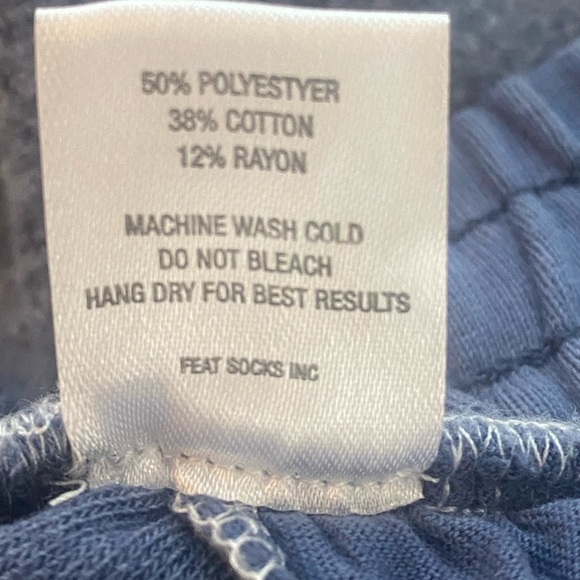 50% POLYESTYER
38% COTTON
12% RAYON
MACHINE WASH COLD
DO NOT BLEACH
HANG DRY FOR BEST RESULTS
FEAT SOCKS INC